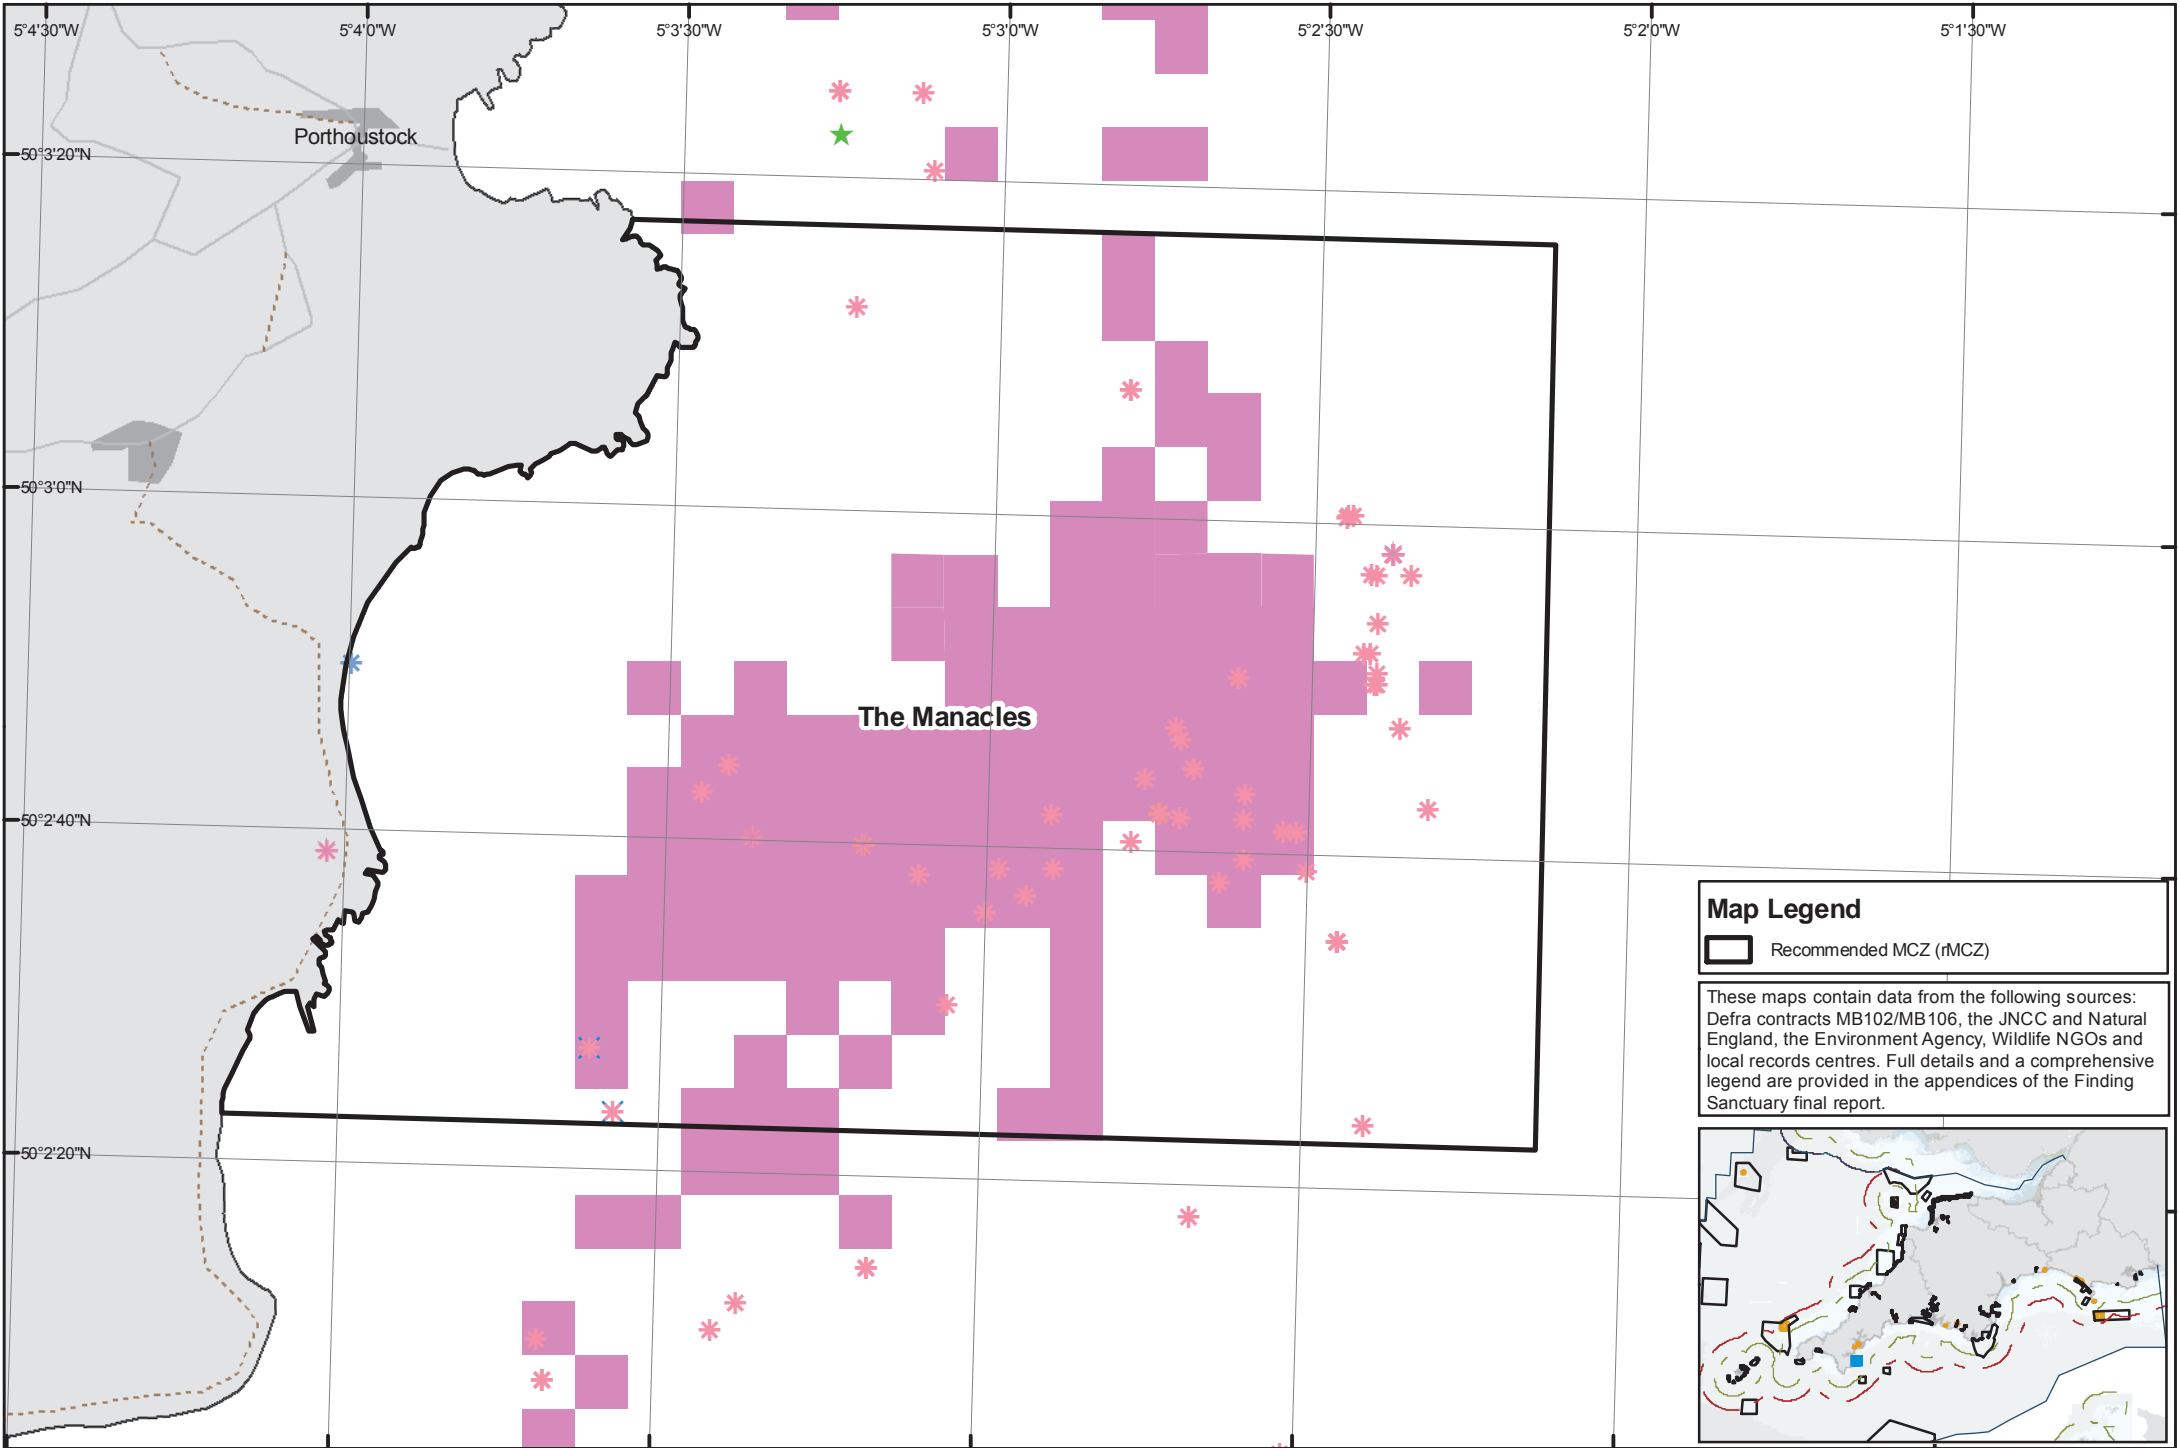 5°4'30"W
5°4'0"W
5°3'30"W
5°3'0"W
5°2'30"W
5°2'0"W
5°1'30"W
Porthoustock
50°3'20"N
50°3'0"N
The Manacles
50°2'40"N
50°2'20"N
Map Legend
Recommended MCZ (rMCZ)
These maps contain data from the following sources:
Defra contracts MB102/MB106, the JNCC and Natural
England, the Environment Agency, Wildlife NGOs and
local records centres. Full details and a comprehensive
legend are provided in the appendices of the Finding
Sanctuary final report.